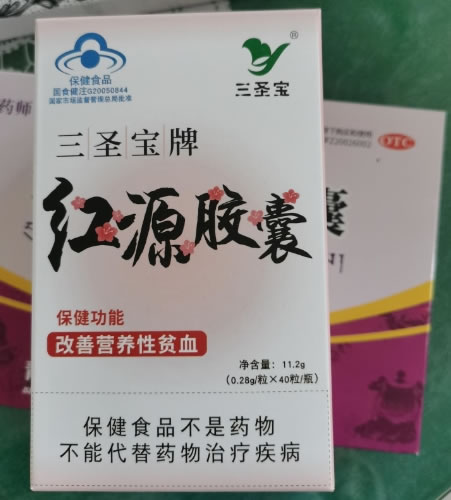 保健食品
国食健注G20050844
国家市场监督管理总局批准
®
三圣宝
三圣宝牌
红源胶囊
保健功能
改善营养性贫血
净含量：11.2g
（0.28g/粒×40粒/瓶）
保健食品不是药物
不能代替药物治疗疾病
药师
OTC
Z20026002
囊